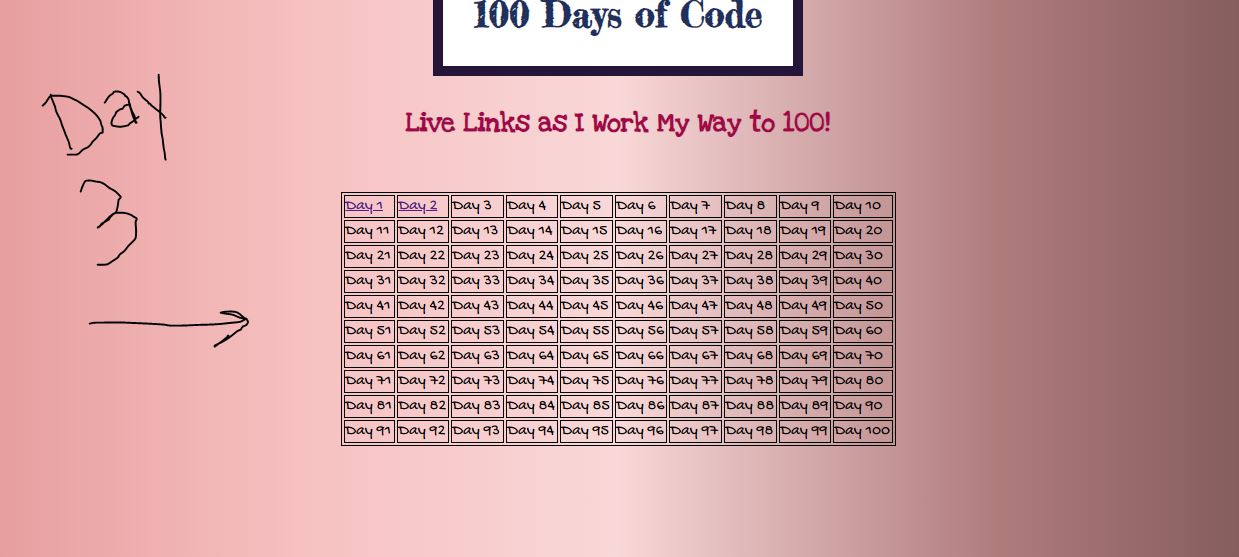 100 Days of Code
Day
3
Live Links as I Work My Way to 100!
Day 1 Day 2 Day 3 Day 4 Day 5 Day 6 Day 7 Day 8 Day 9 Day 10
Day 11 Day 12 Day 13 Day 14 Day 15 Day 16 Day 17 Day 18 Day 19 Day 20
Day 21 Day 22 Day 23 Day 24 Day 25 Day 26 Day 27 Day 28 Day 29 Day 30
Day 31 Day 32 Day 33 Day 34 Day 35 Day 36 Day 37 Day 38 Day 39 Day 40
Day 41 Day 42 Day 43 Day 44 Day 45 Day 46 Day 47 Day 48 Day 49 Day 50
Day 51 Day 52 Day 53 Day 54 Day 55 Day 56 Day 57 Day 58 Day 59 Day 60
Day 61 Day 62 Day 63 Day 64 Day 65 Day 66 Day 67 Day 68 Day 69 Day 70
Day 71 Day 72 Day 73 Day 74 Day 75 Day 76 Day 77 Day 78 Day 79 Day 80
Day 81 Day 82 Day 83 Day 84 Day 85 Day 86 Day 87 Day 88 Day 89 Day 90
Day 91 Day 92 Day 93 Day 94 Day 95 Day 96 Day 97 Day 98 Day 99 Day 100